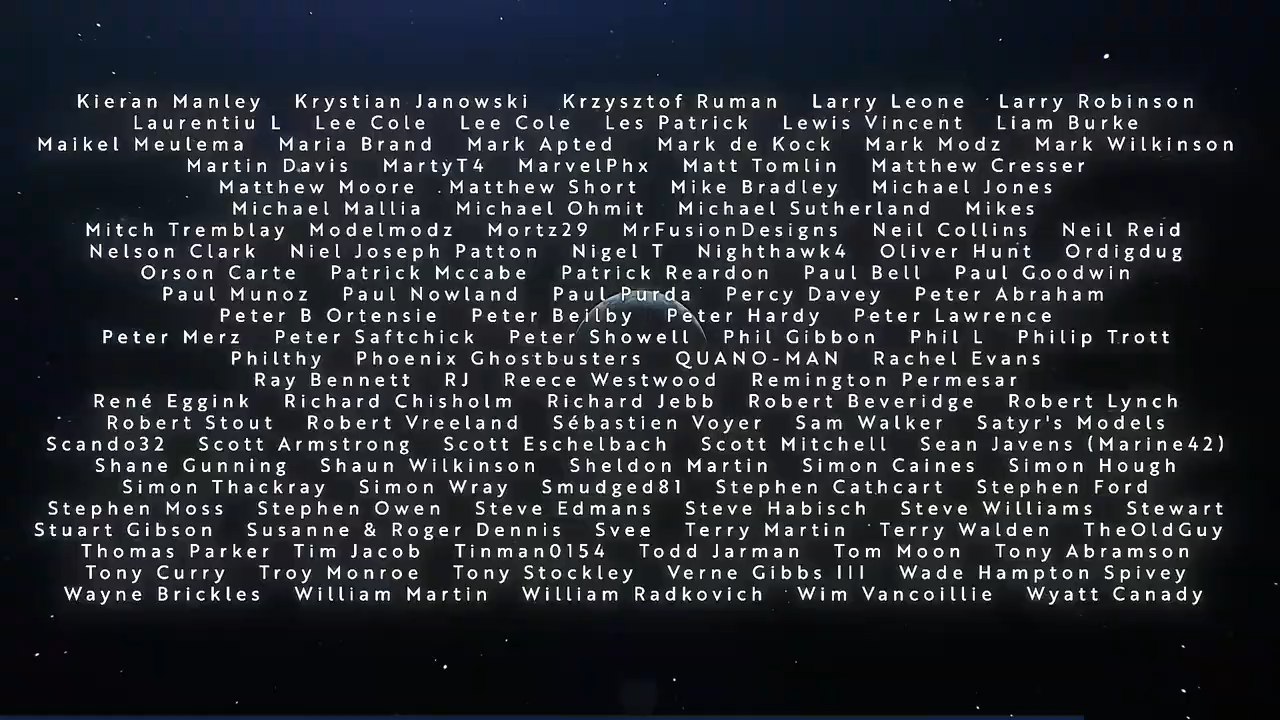 Kieran Manley Krystian Janowski Krzysztof Ruman Larry Leone Larry Robinson
Laurentiu L Lee Cole Lee Cole Les Patrick Lewis Vincent Liam Burke
Maikel Meulema Maria Brand Mark Apted Mark de Kock Mark Modz Mark Wilkinson
Martin Davis MartyT4 MarvelPhx Matt Tomlin Matthew Cresser
Matthew Moore Matthew Short Mike Bradley Michael Jones
Michael Mallia Michael Ohmit Michael Sutherland Mikes
Mitch Tremblay Modelmodz Mortz29 MrFusionDesigns Neil Collins Neil Reid
Nelson Clark Niel Joseph Patton Nigel T Nighthawk4 Oliver Hunt Ordigdug
Orson Carte Patrick Mccabe Patrick Reardon Paul Bell Paul Goodwin
Paul Munoz Paul Nowland Paul Purda Percy Davey Peter Abraham
Peter B Ortensie Peter Beilby Peter Hardy Peter Lawrence
Peter Merz Peter Saftchick Peter Showell Phil Gibbon Phil L Philip Trott
Philthy Phoenix Ghostbusters QUANO-MAN Rachel Evans
Ray Bennett RJ Reece Westwood Remington Permesar
René Eggink Richard Chisholm Richard Jebb Robert Beveridge Robert Lynch
Robert Stout Robert Vreeland Sébastien Voyer Sam Walker Satyr's Models
Scando32 Scott Armstrong Scott Eschelbach Scott Mitchell Sean Javens (Marine42)
Shane Gunning Shaun Wilkinson Sheldon Martin Simon Caines Simon Hough
Simon Thackray Simon Wray Smudged81 Stephen Cathcart Stephen Ford
Stephen Moss Stephen Owen Steve Edmans Steve Habisch Steve Williams Stewart
Stuart Gibson Susanne & Roger Dennis Svee Terry Martin Terry Walden TheOldGuy
Thomas Parker Tim Jacob Tinman0154 Todd Jarman Tom Moon Tony Abramson
Tony Curry Troy Monroe Tony Stockley Verne Gibbs III Wade Hampton Spivey
Wayne Brickles William Martin William Radkovich Wim Vancoillie Wyatt Canady